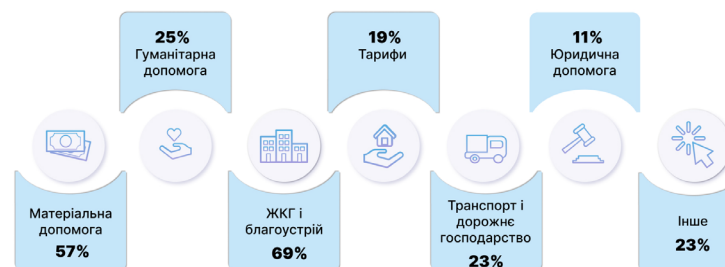 25%
Гуманітарна
допомога
19%
Тарифи
11%
Юридична
допомога
Матеріальна
допомога
57%
ЖКГ і
благоустрій
69%
Транспорт і
дорожнє
господарство
23%
Інше
23%